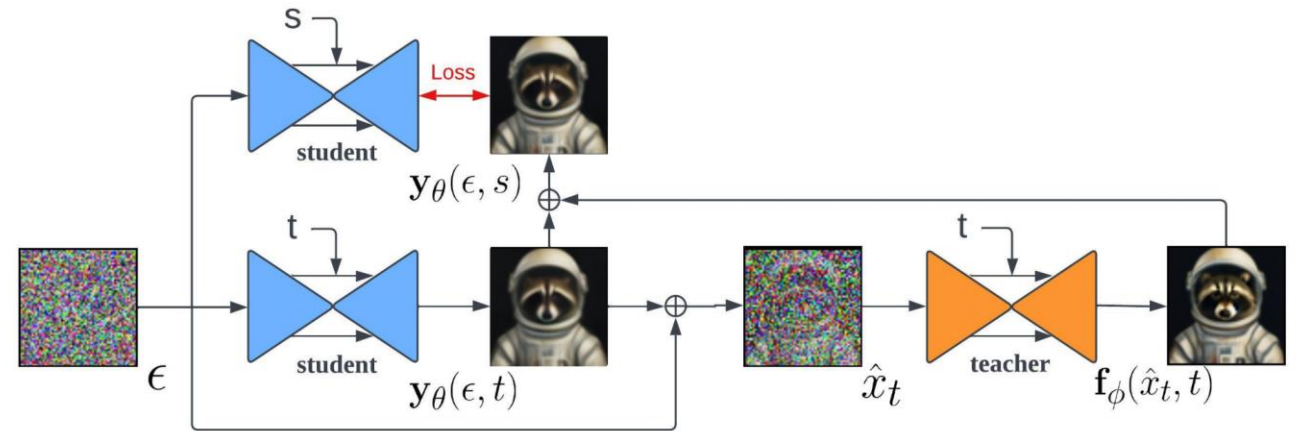 s
Loss
student
y_θ(ϵ, s)
t
t
student
teacher
ϵ
y_θ(ϵ, t)
x̂_t
f_ϕ(x̂_t, t)